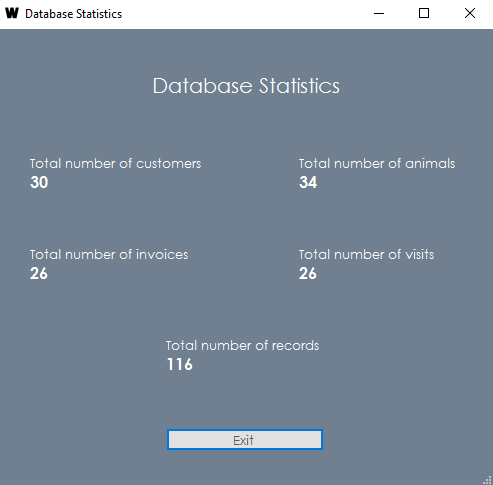 W Database Statistics
Database Statistics
Total number of customers
30
Total number of animals
34
Total number of invoices
26
Total number of visits
26
Total number of records
116
Exit